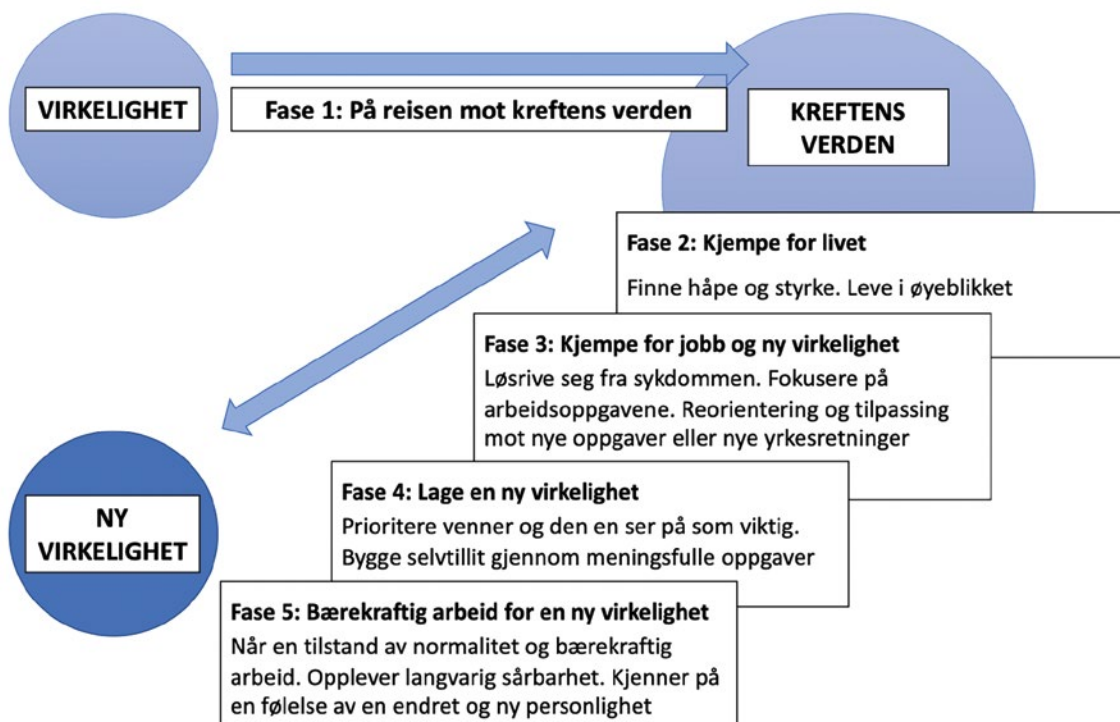 VIRKELIGHET
Fase 1: På reisen mot kreftens verden
KREFTENS
VERDEN
Fase 2: Kjempe for livet
Finne håpe og styrke. Leve i øyeblikket
Fase 3: Kjempe for jobb og ny virkelighet
Løsrive seg fra sykdommen. Fokusere på
arbeidsoppgavene. Reorientering og tilpassing
mot nye oppgaver eller nye yrkesretninger
NY
VIRKELIGHET
Fase 4: Lage en ny virkelighet
Prioritere venner og den en ser på som viktig.
Bygge selvtillit gjennom meningsfulle oppgaver
Fase 5: Bærekraftig arbeid for en ny virkelighet
Når en tilstand av normalitet og bærekraftig
arbeid. Opplever langvarig sårbarhet. Kjenner på
en følelse av en endret og ny personlighet